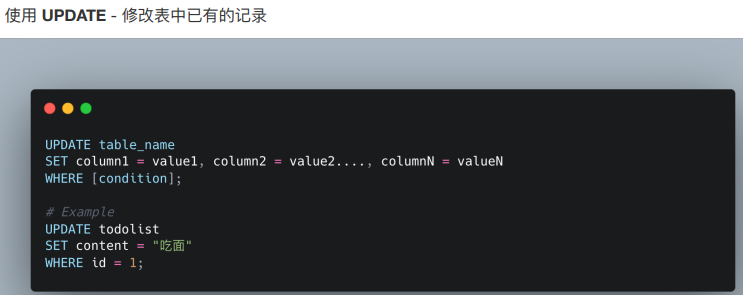 使用 UPDATE - 修改表中已有的记录
UPDATE table_name
SET column1 = value1, column2 = value2...., columnN = valueN
WHERE [condition];
# Example
UPDATE todolist
SET content = "吃面"
WHERE id = 1;